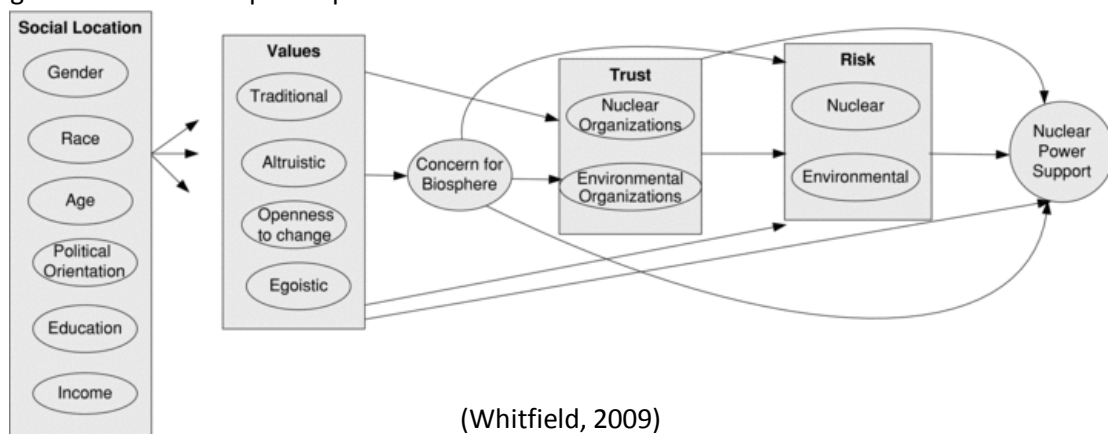 Social Location
Gender
Race
Age
Political
Orientation
Education
Income
Values
Traditional
Altruistic
Openness
to change
Egoistic
Concern for
Biosphere
Trust
Nuclear
Organizations
Environmental
Organizations
Risk
Nuclear
Environmental
Nuclear
Power
Support
(Whitfield, 2009)